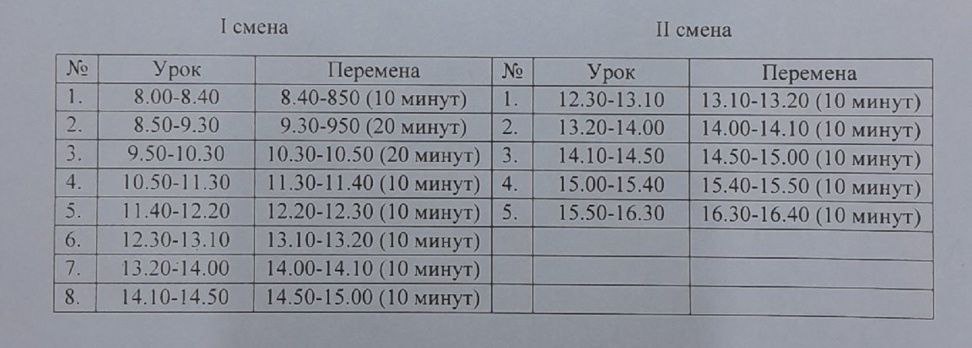 I смена II смена
№ Урок Перемена № Урок Перемена
1. 8.00-8.40 8.40-850 (10 минут) 1. 12.30-13.10 13.10-13.20 (10 минут)
2. 8.50-9.30 9.30-950 (20 минут) 2. 13.20-14.00 14.00-14.10 (10 минут)
3. 9.50-10.30 10.30-10.50 (20 минут) 3. 14.10-14.50 14.50-15.00 (10 минут)
4. 10.50-11.30 11.30-11.40 (10 минут) 4. 15.00-15.40 15.40-15.50 (10 минут)
5. 11.40-12.20 12.20-12.30 (10 минут) 5. 15.50-16.30 16.30-16.40 (10 минут)
6. 12.30-13.10 13.10-13.20 (10 минут)
7. 13.20-14.00 14.00-14.10 (10 минут)
8. 14.10-14.50 14.50-15.00 (10 минут)